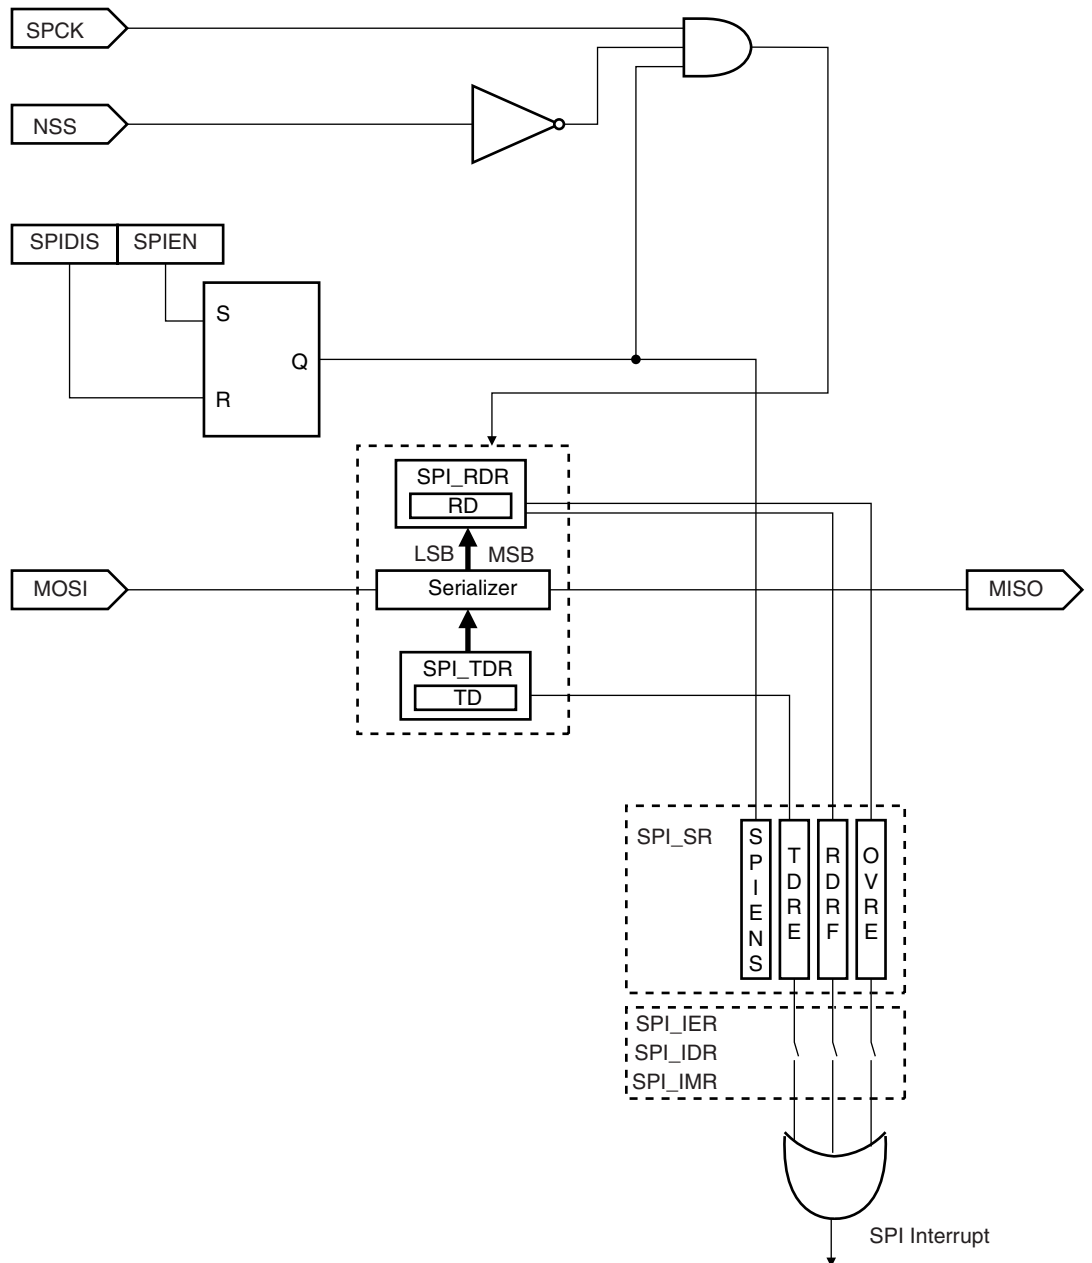 SPCK
NSS
SPIDIS
SPIEN
S
Q
R
SPI_RDR
RD
LSB
MSB
MOSI
Serializer
MISO
SPI_TDR
TD
SPI_SR
SPIENS
TDRE
RDRF
OVRE
SPI_IER
SPI_IDR
SPI_IMR
SPI Interrupt